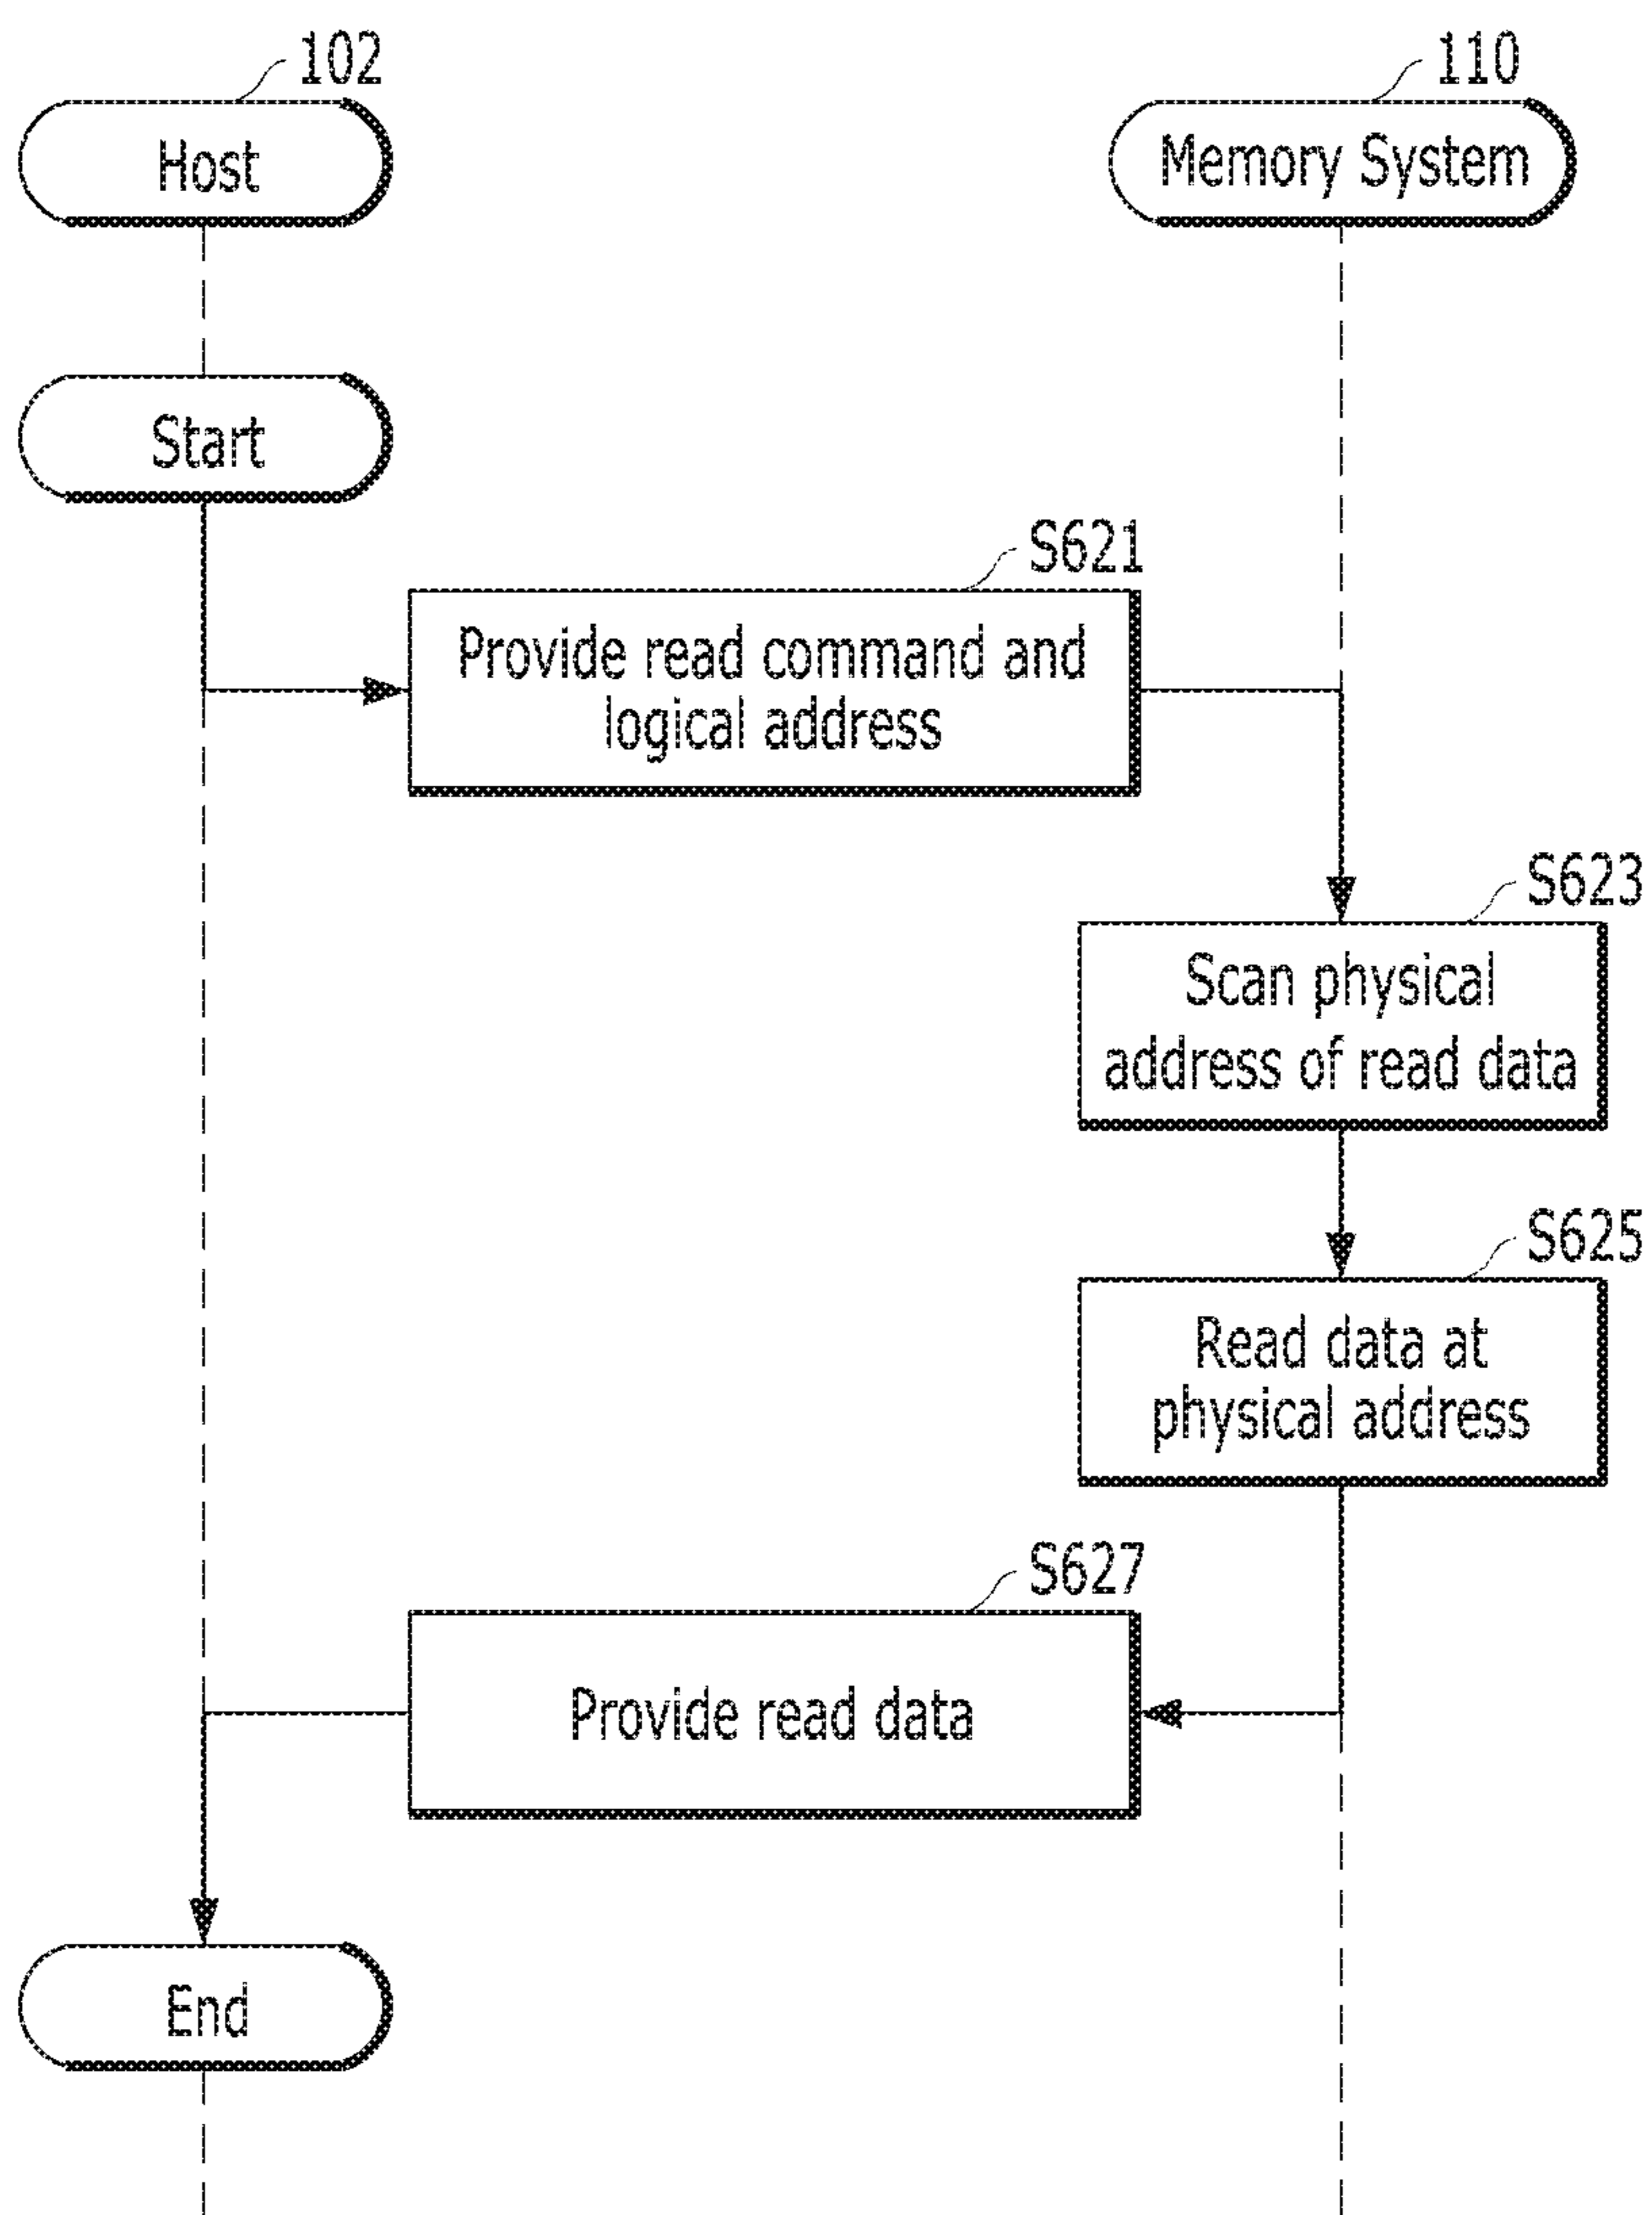 102
Host
110
Memory System
Start
S621
Provide read command and
logical address
S623
Scan physical
address of read data
S625
Read data at
physical address
S627
Provide read data
End